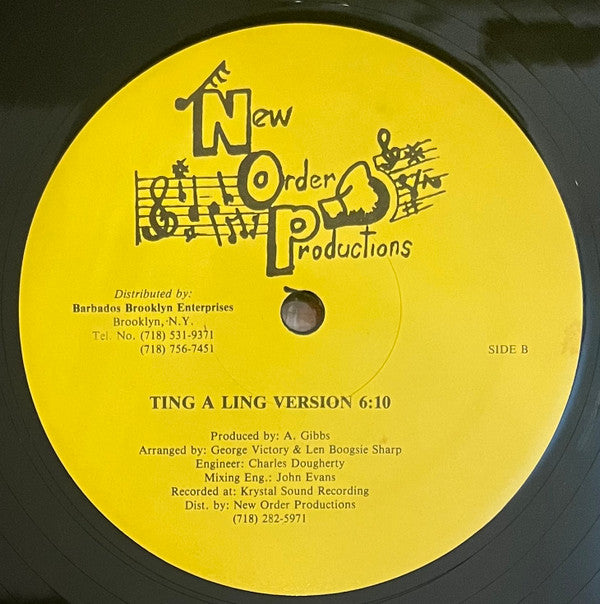 New
Order
Productions
Distributed by:
Barbados Brooklyn Enterprises
Brooklyn, N.Y.
Tel. No. (718) 531-9371
(718) 756-7451
SIDE B
TING A LING VERSION 6:10
Produced by: A. Gibbs
Arranged by: George Victory & Len Boogsie Sharp
Engineer: Charles Dougherty
Mixing Eng.: John Evans
Recorded at: Krystal Sound Recording
Dist. by: New Order Productions
(718) 282-5971